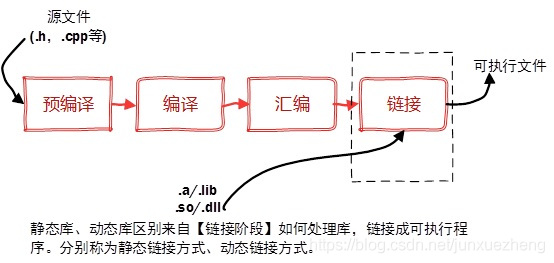 源文件
(.h，.cpp等)
可执行文件
预编译
编译
汇编
链接
.a/.lib
.so/.dll
静态库、动态库区别来自【链接阶段】如何处理库，链接成可执行程
序。分别称为静态链接方式、动态链接方式。
https://blog.csdn.net/junxuezheng